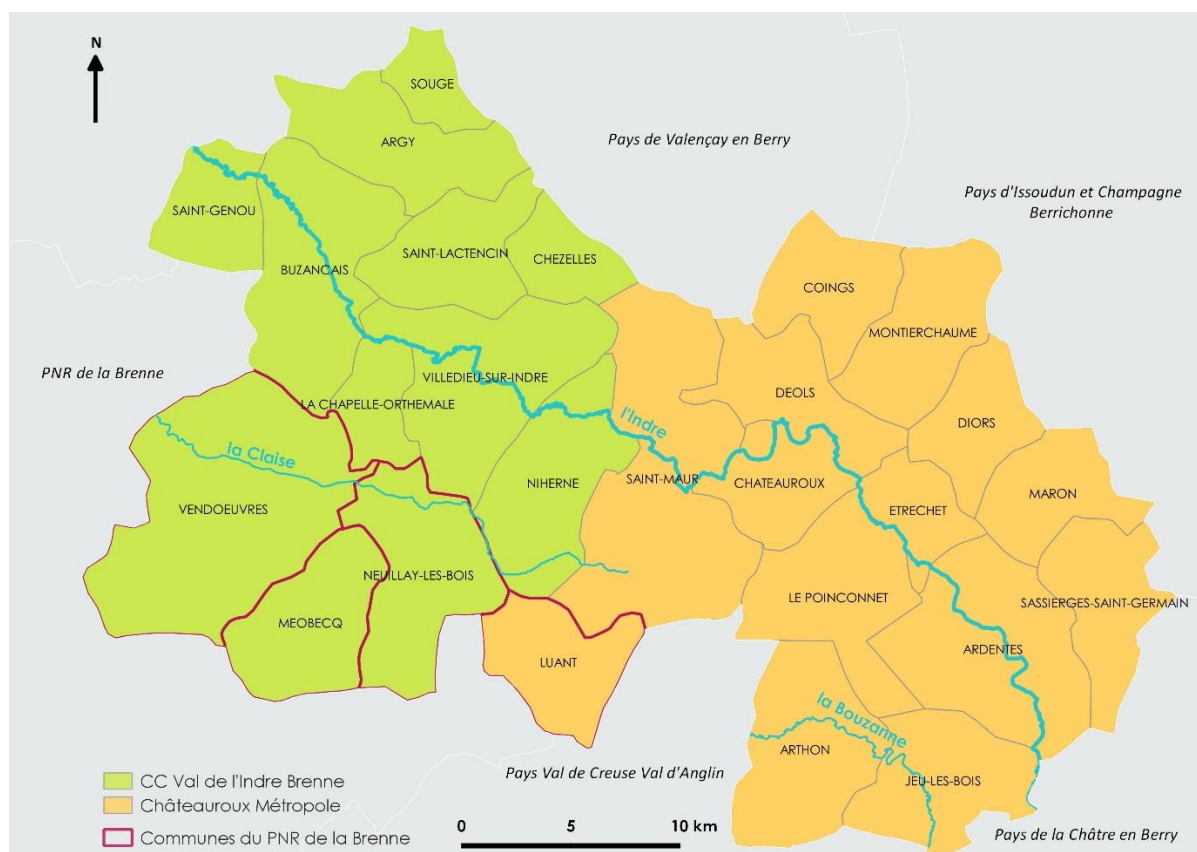 N
SOUGE
ARGY
Pays de Valençay en Berry
Pays d'Issoudun et Champagne
Berrichonne
SAINT-GENOU
SAINT-LACTENCIN
CHEZELLES
BUZANCAIS
COINGS
MONTIERCHAUME
PNR de la Brenne
VILLEDIEU-SUR-INDRE
DEOLS
LA CHAPELLE-ORTHEMALE
l'Indre
DIORS
la Claise
NIHERNE
SAINT-MAUR
CHATEAUROUX
MARON
VENDOEUVRES
ETRECHET
NEUILLAY-LES-BOIS
LE POINCONNET
SASSIERGES-SAINT-GERMAIN
MEOBECQ
ARDENTES
LUANT
la Bouzanne
ARTHON
Pays Val de Creuse Val d'Anglin
JEU-LES-BOIS
CC Val de l'Indre Brenne
Châteauroux Métropole
Communes du PNR de la Brenne
0 5 10 km
Pays de la Châtre en Berry